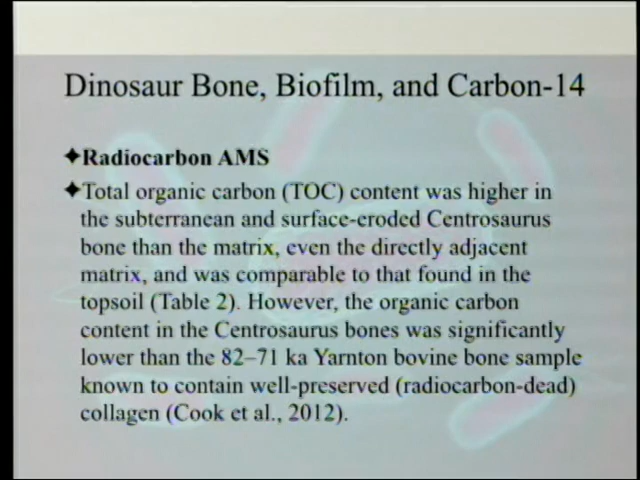 Dinosaur Bone, Biofilm, and Carbon-14
✦Radiocarbon AMS
✦Total organic carbon (TOC) content was higher in
the subterranean and surface-eroded Centrosaurus
bone than the matrix, even the directly adjacent
matrix, and was comparable to that found in the
topsoil (Table 2). However, the organic carbon
content in the Centrosaurus bones was significantly
lower than the 82–71 ka Yarnton bovine bone sample
known to contain well-preserved (radiocarbon-dead)
collagen (Cook et al., 2012).